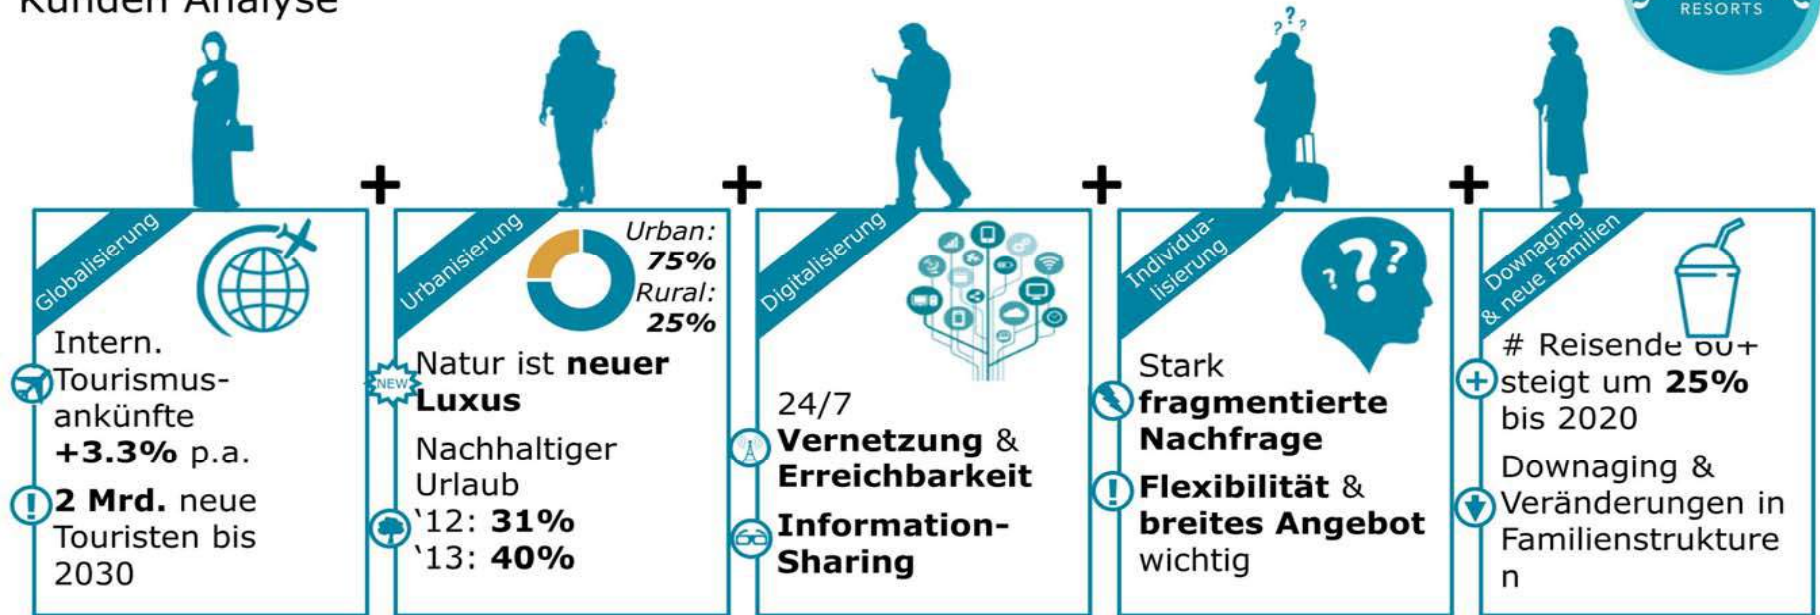 Kunden Analyse
RESORTS
? ? ?
+
+
+
+
Globalisierung
Intern.
Tourismus-
ankünfte
+3.3% p.a.
2 Mrd. neue
Touristen bis
2030
Urbanisierung
Urban:
75%
Rural:
25%
NEW
Natur ist neuer
Luxus
Nachhaltiger
Urlaub
‘12: 31%
‘13: 40%
Digitalisierung
24/7
Vernetzung &
Erreichbarkeit
Information-
Sharing
Individua-
lisierung
? ? ?
Stark
fragmentierte
Nachfrage
!
Flexibilität &
breites Angebot
wichtig
Downaging
& neue Familien
# Reisende 60+
steigt um 25%
bis 2020
Downaging &
Veränderungen in
Familienstrukture
n